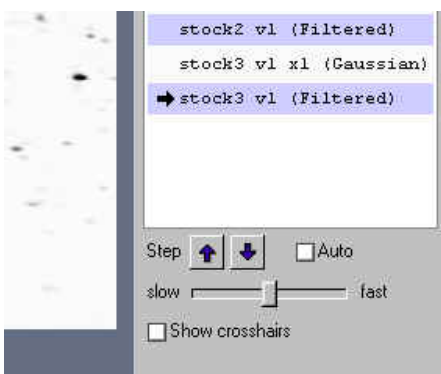 stock2 v1 (Filtered)
stock3 v1 x1 (Gaussian)
stock3 v1 (Filtered)
Step Auto
slow fast
Show crosshairs